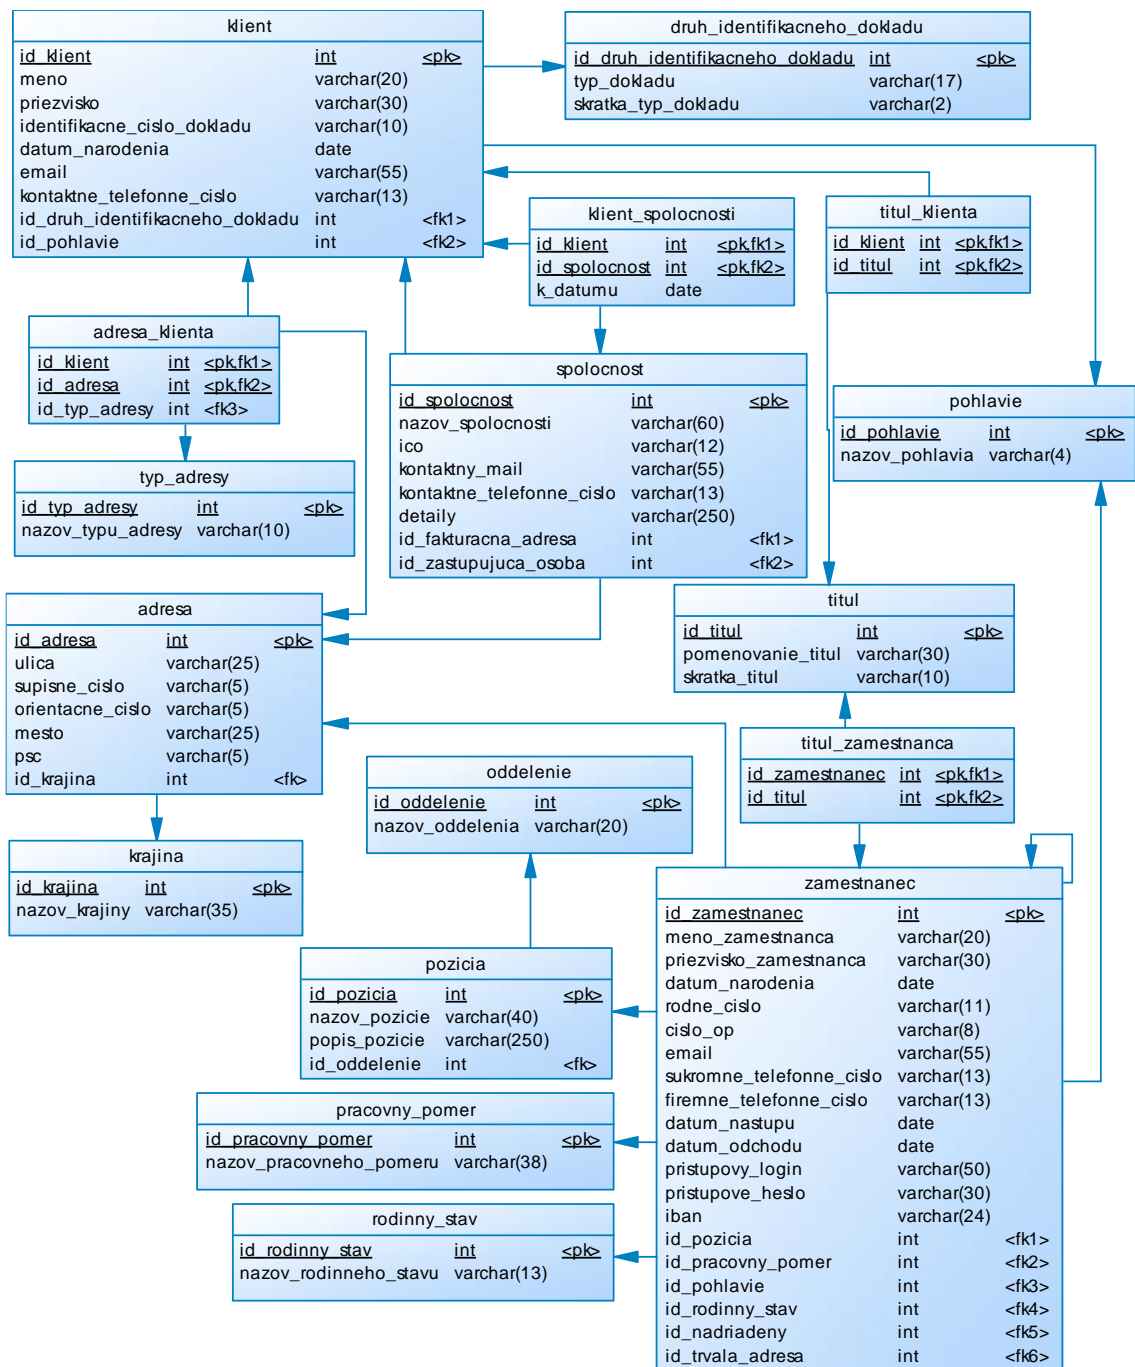 klient
id_klient int <pk>
meno varchar(20)
priezvisko varchar(30)
identifikacne_cislo_dokladu varchar(10)
datum_narodenia date
email varchar(55)
kontaktne_telefonne_cislo varchar(13)
id_druh_identifikacneho_dokladu int <fk1>
id_pohlavie int <fk2>
druh_identifikacneho_dokladu
id_druh_identifikacneho_dokladu int <pk>
typ_dokladu varchar(17)
skratka_typ_dokladu varchar(2)
klient_spolocnosti
id_klient int <pk,fk1>
id_spolocnost int <pk,fk2>
k_datumu date
titul_klienta
id_klient int <pk,fk1>
id_titul int <pk,fk2>
adresa_klienta
id_klient int <pk,fk1>
id_adresa int <pk,fk2>
id_typ_adresy int <fk3>
spolocnost
id_spolocnost int <pk>
nazov_spolocnosti varchar(60)
ico varchar(12)
kontaktny_mail varchar(55)
kontaktne_telefonne_cislo varchar(13)
detaily varchar(250)
id_fakturacna_adresa int <fk1>
id_zastupujuca_osoba int <fk2>
pohlavie
id_pohlavie int <pk>
nazov_pohlavia varchar(4)
typ_adresy
id_typ_adresy int <pk>
nazov_typu_adresy varchar(10)
adresa
id_adresa int <pk>
ulica varchar(25)
supisne_cislo varchar(5)
orientacne_cislo varchar(5)
mesto varchar(25)
psc varchar(5)
id_krajina int <fk>
titul
id_titul int <pk>
pomenovanie_titul varchar(30)
skratka_titul varchar(10)
titul_zamestnanca
id_zamestnanec int <pk,fk1>
id_titul int <pk,fk2>
oddelenie
id_oddelenie int <pk>
nazov_oddelenia varchar(20)
krajina
id_krajina int <pk>
nazov_krajiny varchar(35)
zamestnanec
id_zamestnanec int <pk>
meno_zamestnanca varchar(20)
priezvisko_zamestnanca varchar(30)
datum_narodenia date
rodne_cislo varchar(11)
cislo_op varchar(8)
email varchar(55)
sukromne_telefonne_cislo varchar(13)
firemne_telefonne_cislo varchar(13)
datum_nastupu date
datum_odchodu date
pristupovy_login varchar(50)
pristupove_heslo varchar(30)
iban varchar(24)
id_pozicia int <fk1>
id_pracovny_pomer int <fk2>
id_pohlavie int <fk3>
id_rodinny_stav int <fk4>
id_nadriadeny int <fk5>
id_trvala_adresa int <fk6>
pozicia
id_pozicia int <pk>
nazov_pozicie varchar(40)
popis_pozicie varchar(250)
id_oddelenie int <fk>
pracovny_pomer
id_pracovny_pomer int <pk>
nazov_pracovneho_pomeru varchar(38)
rodinny_stav
id_rodinny_stav int <pk>
nazov_rodinneho_stavu varchar(13)